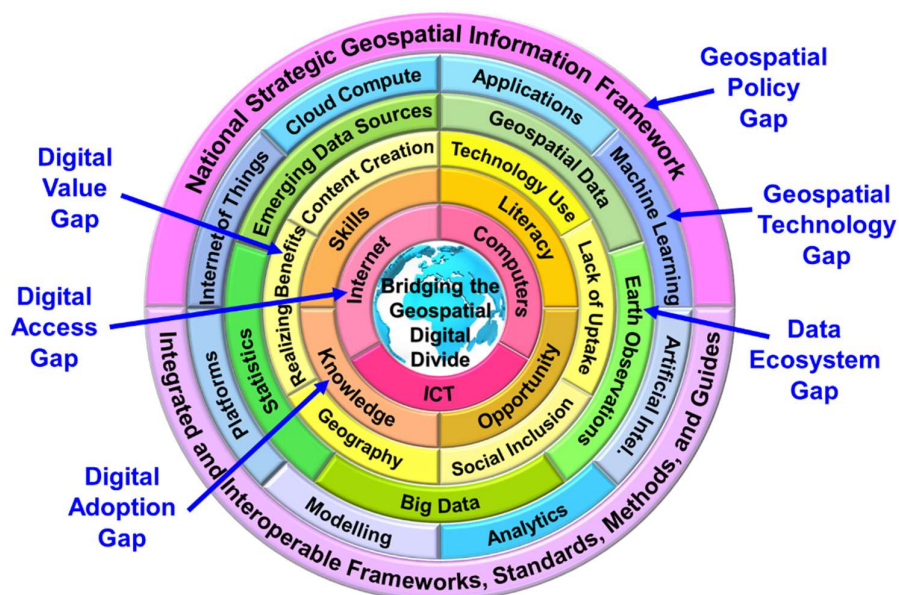 National Strategic Geospatial Information Framework
Integrated and Interoperable Frameworks, Standards, Methods, and Guides
Cloud Compute
Applications
Machine Learning
Artificial Intel.
Analytics
Modelling
Platforms
Internet of Things
Emerging Data Sources
Geospatial Data
Earth Observations
Big Data
Statistics
Content Creation
Technology Use
Lack of Uptake
Social Inclusion
Geography
Realizing Benefits
Skills
Literacy
Opportunity
Knowledge
Internet
Computers
ICT
Bridging the
Geospatial
Digital
Divide
Geospatial
Policy
Gap
Geospatial
Technology
Gap
Data
Ecosystem
Gap
Digital
Value
Gap
Digital
Access
Gap
Digital
Adoption
Gap